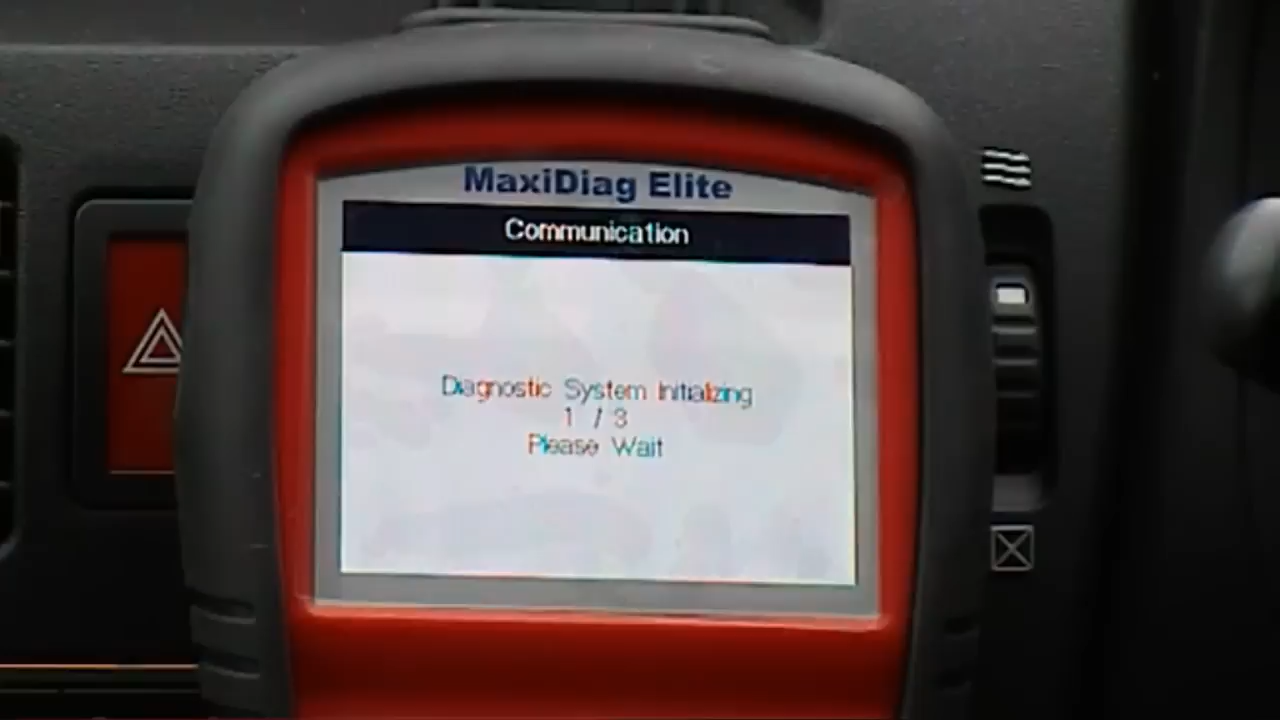 MaxiDiag Elite
Communication
Diagnostic System Initializing
1 / 3
Please Wait